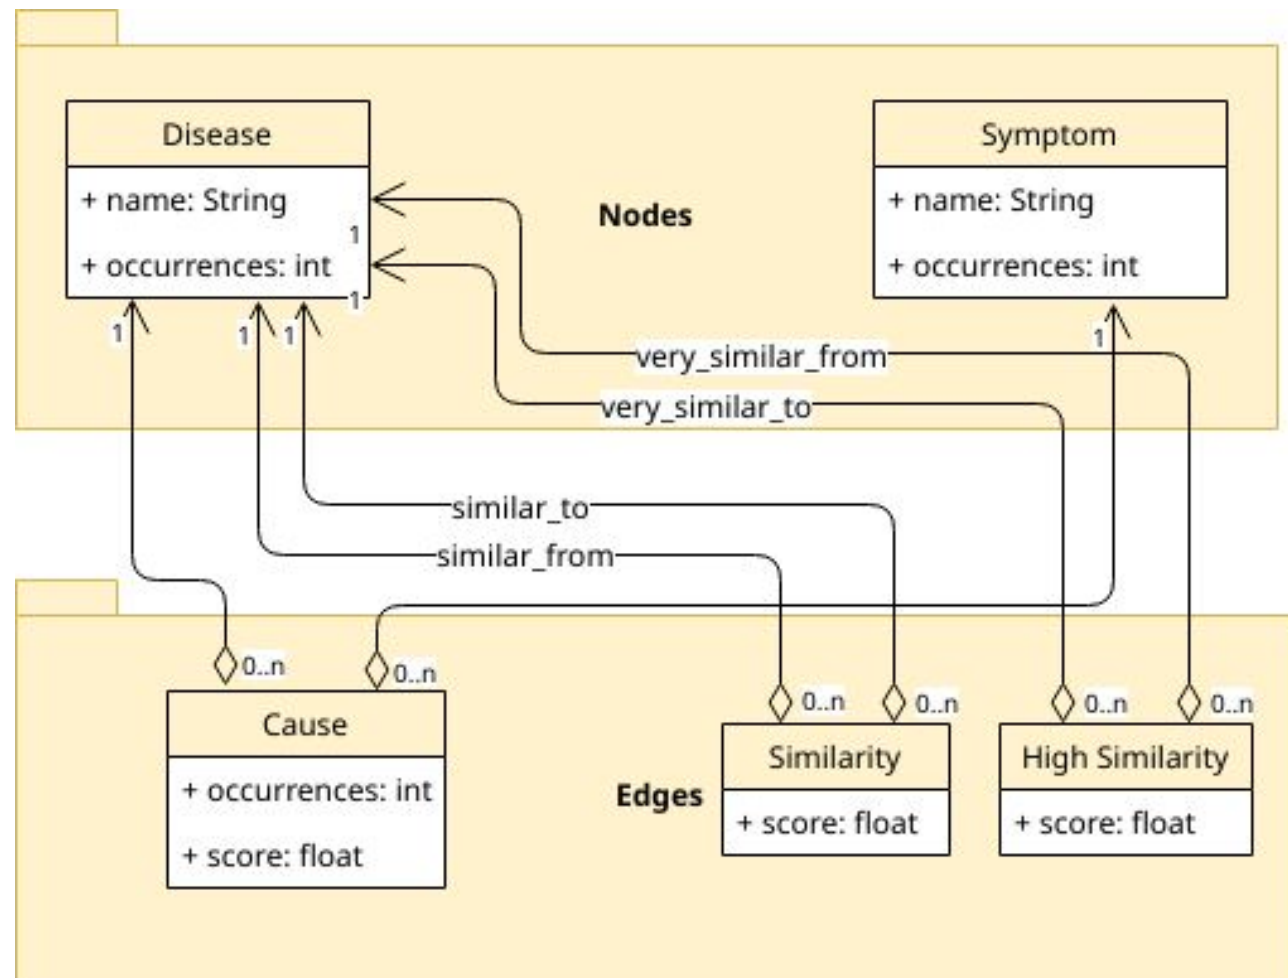 Disease
+ name: String
1
+ occurrences: int
1
Nodes
Symptom
+ name: String
+ occurrences: int
1
1
1
1
very_similar_from
very_similar_to
similar_to
similar_from
0..n
0..n
0..n
0..n
0..n
0..n
Cause
+ occurrences: int
+ score: float
Edges
Similarity
+ score: float
High Similarity
+ score: float